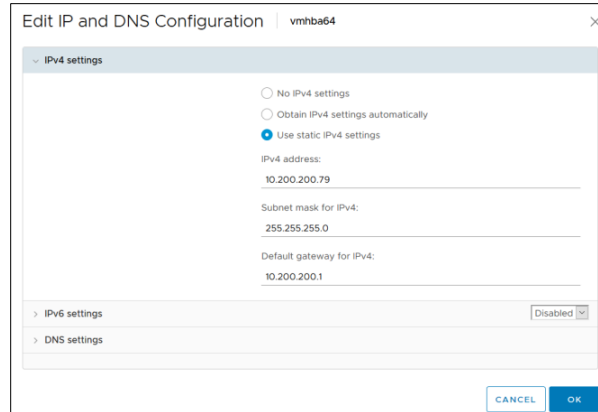 Edit IP and DNS Configuration vmhba64
IPv4 settings
No IPv4 settings
Obtain IPv4 settings automatically
Use static IPv4 settings
IPv4 address:
10.200.200.79
Subnet mask for IPv4:
255.255.255.0
Default gateway for IPv4:
10.200.200.1
IPv6 settings Disabled
DNS settings
CANCEL OK